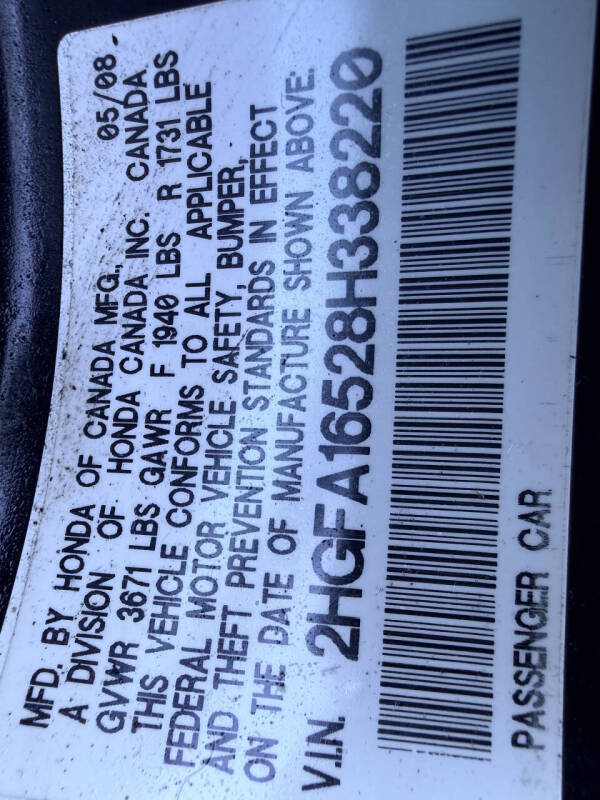 MFD. BY HONDA OF CANADA MFG., 05/08
A DIVISION OF HONDA CANADA INC. CANADA
GVWR 3671 LBS GAWR F 1940 LBS R 1731 LBS
THIS VEHICLE CONFORMS TO ALL APPLICABLE
FEDERAL MOTOR VEHICLE SAFETY, BUMPER,
AND THEFT PREVENTION STANDARDS IN EFFECT
ON THE DATE OF MANUFACTURE SHOWN ABOVE.
V.I.N. 2HGFA16528H338220
PASSENGER CAR